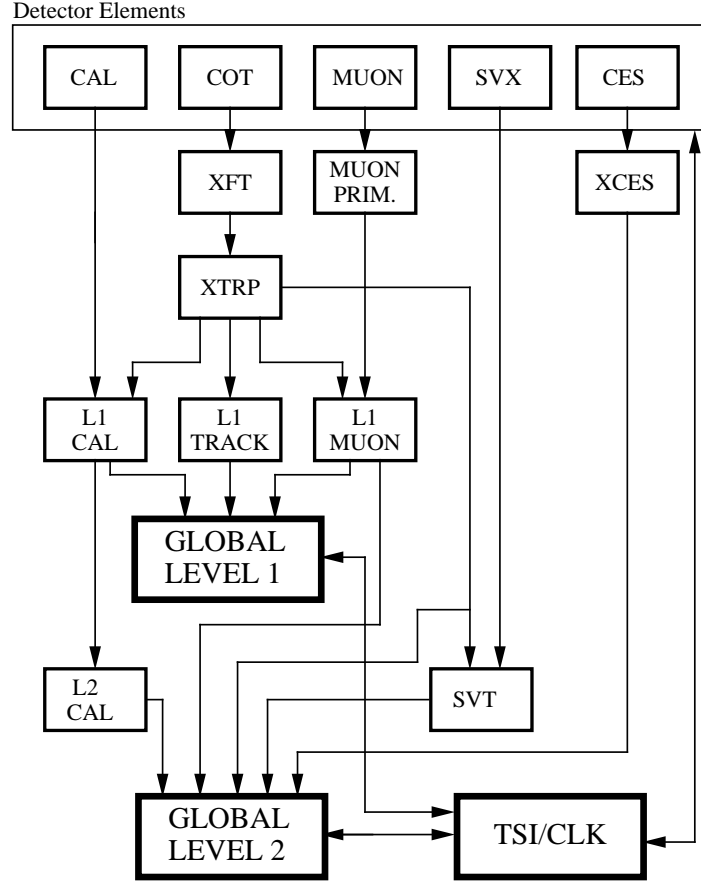 Detector Elements
CAL
COT
MUON
SVX
CES
XFT
MUON
PRIM.
XCES
XTRP
L1
CAL
L1
TRACK
L1
MUON
GLOBAL
LEVEL 1
L2
CAL
SVT
GLOBAL
LEVEL 2
TSI/CLK